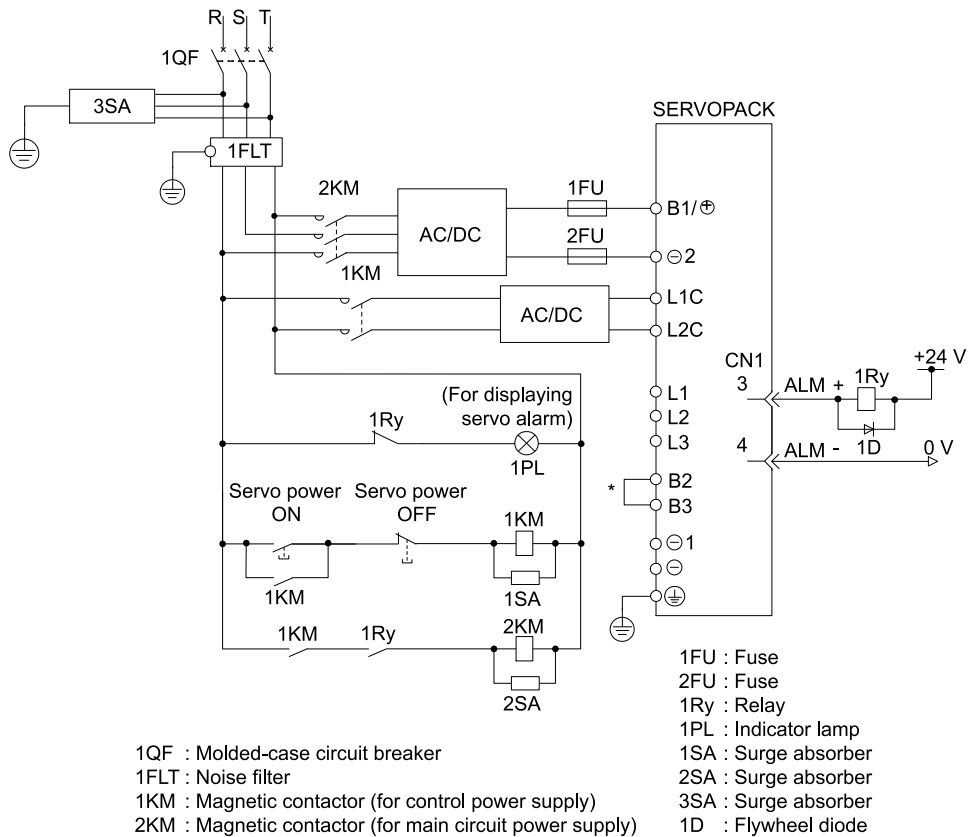 R S T
1QF
3SA
1FLT
SERVOPACK
2KM
1FU
B1/⊕
AC/DC
2FU
⊖2
1KM
L1C
AC/DC
L2C
CN1
+24 V
3
ALM +
1Ry
L1
L2
L3
(For displaying
servo alarm)
1Ry
1PL
1D
4
ALM -
0 V
B2
*
B3
Servo power
ON
Servo power
OFF
1KM
⊖1
⊖
1KM
1SA
1KM
1Ry
2KM
2SA
1FU : Fuse
2FU : Fuse
1Ry : Relay
1PL : Indicator lamp
1SA : Surge absorber
2SA : Surge absorber
3SA : Surge absorber
1D : Flywheel diode
1QF : Molded-case circuit breaker
1FLT : Noise filter
1KM : Magnetic contactor (for control power supply)
2KM : Magnetic contactor (for main circuit power supply)